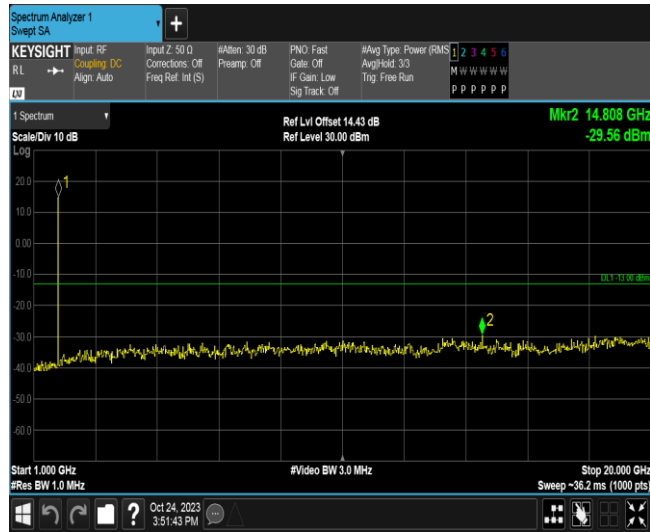 Spectrum Analyzer 1
Swept SA
+
KEYSIGHT
RL
LXI
Input: RF
Coupling: DC
Align: Auto
Input Z: 50 Ω
Corrections: Off
Freq Ref: Int (S)
#Atten: 30 dB
Preamp: Off
PNO: Fast
Gate: Off
IF Gain: Low
Sig Track: Off
#Avg Type: Power (RMS
Avg|Hold: 3/3
Trig: Free Run
1 2 3 4 5 6
M W W W W W
P P P P P P
1 Spectrum
Scale/Div 10 dB
Ref Lvl Offset 14.43 dB
Ref Level 30.00 dBm
Mkr2 14.808 GHz
-29.56 dBm
Log
20.0
10.0
0.00
-10.0
-20.0
-30.0
-40.0
-50.0
-60.0
1
DL1 -13.00 dBm
2
Start 1.000 GHz
#Res BW 1.0 MHz
#Video BW 3.0 MHz
Stop 20.000 GHz
Sweep ~36.2 ms (1000 pts)
?
Oct 24, 2023
3:51:43 PM